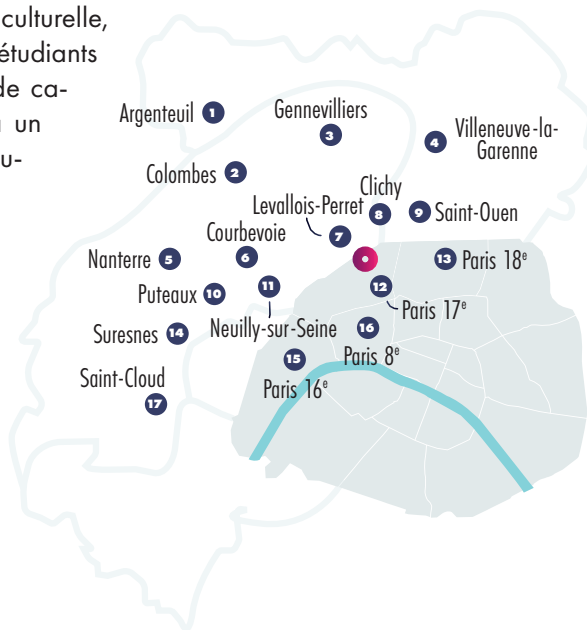 culturelle,
étudiants
de ca-
un
u-
Argenteuil 1
Gennevilliers
3
4 Villeneuve-la-
Garenne
Colombes 2
Clichy
8
Levallois-Perret
7
9 Saint-Ouen
Courbevoie
6
Nanterre 5
13 Paris 18e
Puteaux 10
11
Neuilly-sur-Seine
12
Paris 17e
Suresnes 14
16
Paris 8e
15
Paris 16e
Saint-Cloud
17